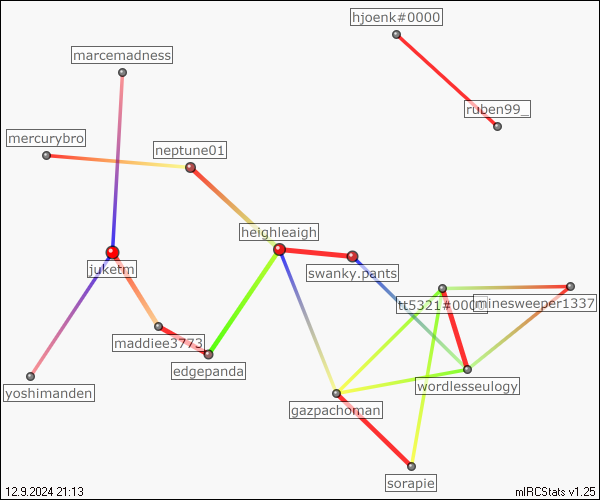 hjoenk#0000
marcemadness
ruben99_
mercurybro
neptune01
heighleaigh
juketm
swanky.pants
tt5321#0000
minesweeper1337
maddiee3773
edgepanda
yoshimanden
wordlesseulogy
gazpachoman
sorapie
12.9.2024 21:13
mIRCStats v1.25